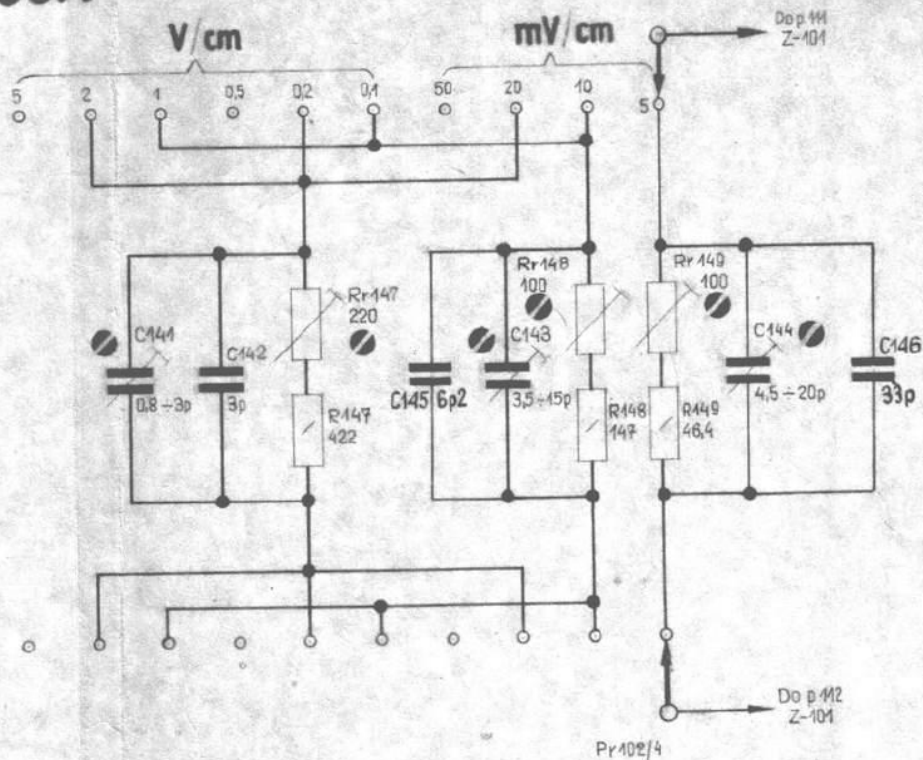 V/cm
mV/cm
Do p.111
Z-101
5 2 1 0,5 0,2 0,1 50 20 10 5
Rr147
220
Rr148
100
Rr149
100
C141
0,8÷3p
C142
3p
R147
422
C145 6p2
C143
3,5÷15p
R148
147
R149
46,4
C144
4,5÷20p
C146
33p
Do p.112
Z-101
Pr102/4